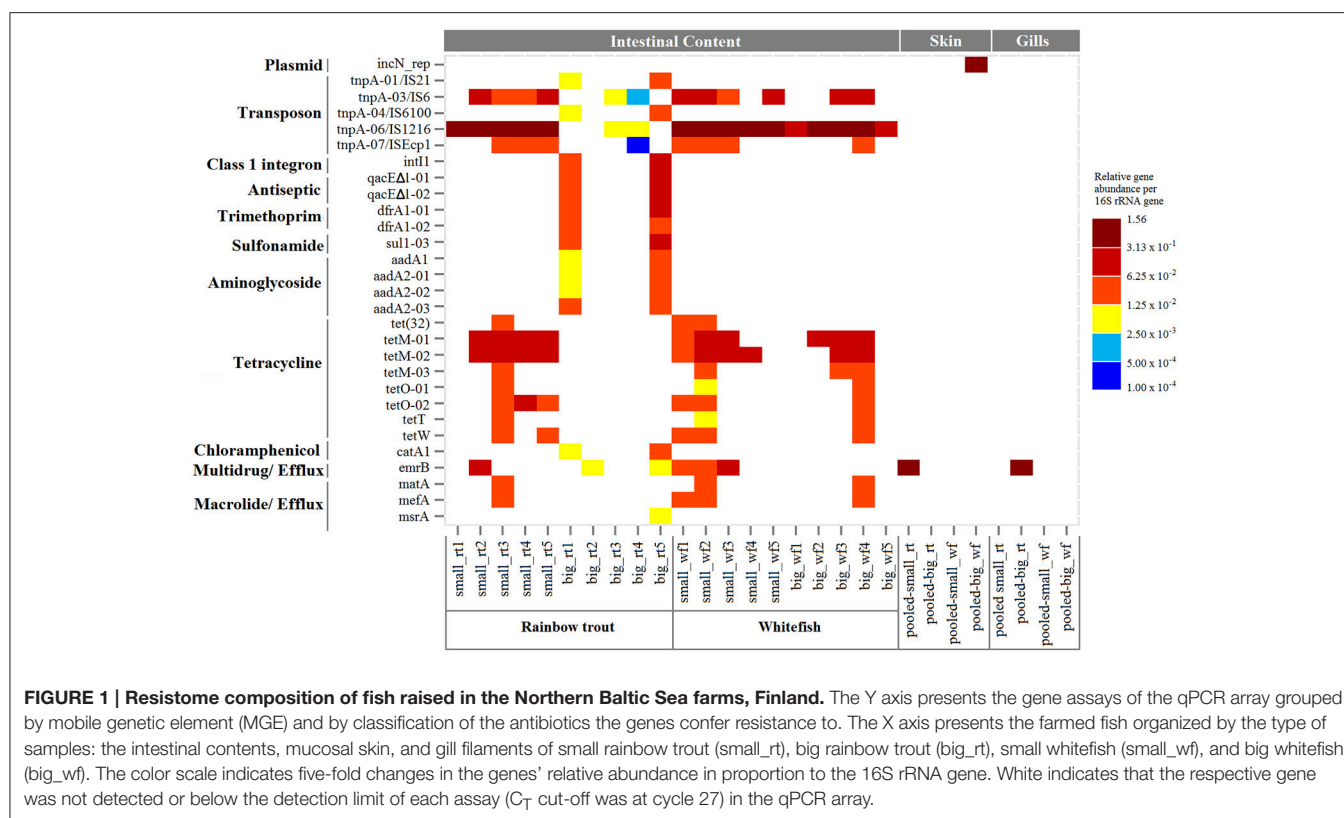 Intestinal Content Skin Gills
Plasmid incN_rep
tnpA-01/IS21
tnpA-03/IS6
Transposon tnpA-04/IS6100
tnpA-06/IS1216
tnpA-07/ISEcp1
Class 1 integron intI1
Antiseptic qacEΔ1-01
qacEΔ1-02
Trimethoprim dfrA1-01
dfrA1-02
Sulfonamide sul1-03
aadA1
Aminoglycoside aadA2-01
aadA2-02
aadA2-03
tet(32)
tetM-01
Tetracycline tetM-02
tetM-03
tetO-01
tetO-02
tetT
tetW
Chloramphenicol catA1
Multidrug/ Efflux emrB
matA
Macrolide/ Efflux mefA
msrA
Relative gene
abundance per
16S rRNA gene
1.56
3.13 x 10⁻¹
6.25 x 10⁻²
1.25 x 10⁻²
2.50 x 10⁻³
5.00 x 10⁻⁴
1.00 x 10⁻⁴
small_rt1
small_rt2
small_rt3
small_rt4
small_rt5
big_rt1
big_rt2
big_rt3
big_rt4
big_rt5
small_wf1
small_wf2
small_wf3
small_wf4
small_wf5
big_wf1
big_wf2
big_wf3
big_wf4
big_wf5
pooled-small_rt
pooled-big_rt
pooled-small_wf
pooled-big_wf
pooled small_rt
pooled-big_rt
pooled-small_wf
pooled-big_wf
Rainbow trout Whitefish
FIGURE 1 | Resistome composition of fish raised in the Northern Baltic Sea farms, Finland. The Y axis presents the gene assays of the qPCR array grouped
by mobile genetic element (MGE) and by classification of the antibiotics the genes confer resistance to. The X axis presents the farmed fish organized by the type of
samples: the intestinal contents, mucosal skin, and gill filaments of small rainbow trout (small_rt), big rainbow trout (big_rt), small whitefish (small_wf), and big whitefish
(big_wf). The color scale indicates five-fold changes in the genes' relative abundance in proportion to the 16S rRNA gene. White indicates that the respective gene
was not detected or below the detection limit of each assay (C_T cut-off was at cycle 27) in the qPCR array.